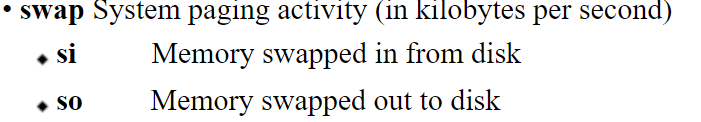 • swap System paging activity (in kilobytes per second)
◆ si Memory swapped in from disk
◆ so Memory swapped out to disk